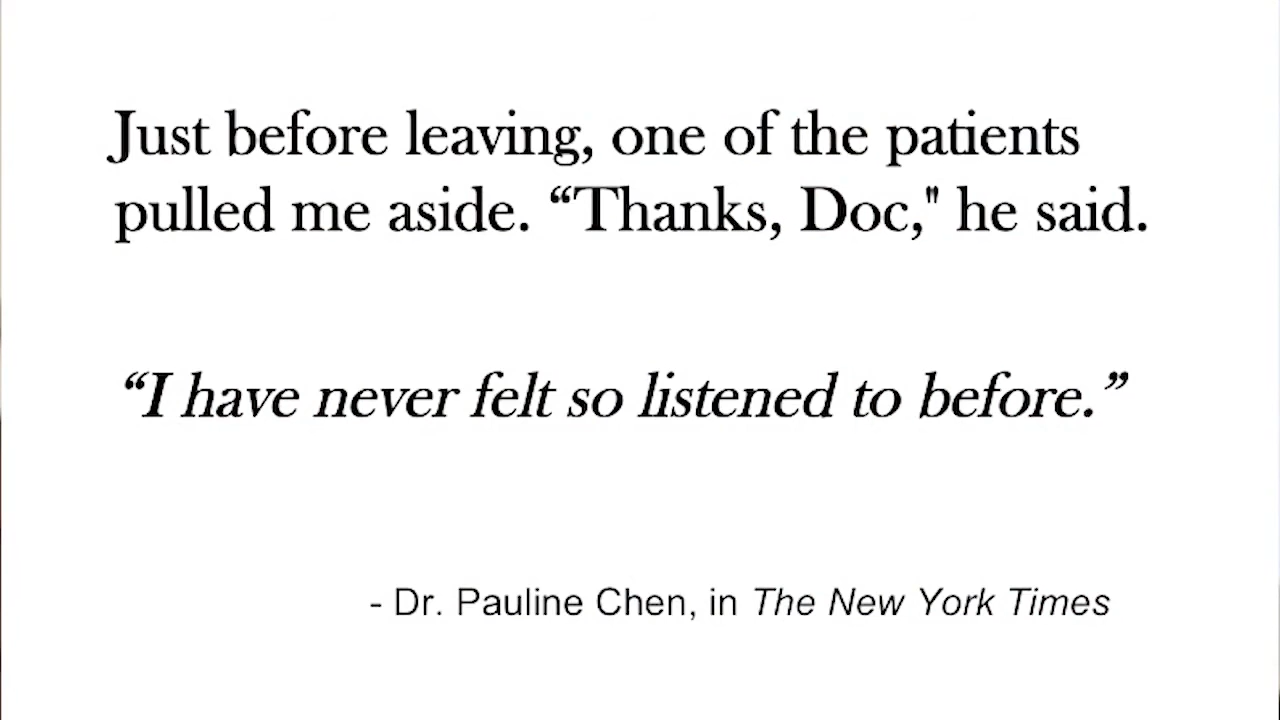 Just before leaving, one of the patients
pulled me aside. “Thanks, Doc," he said.
“I have never felt so listened to before.”
- Dr. Pauline Chen, in The New York Times